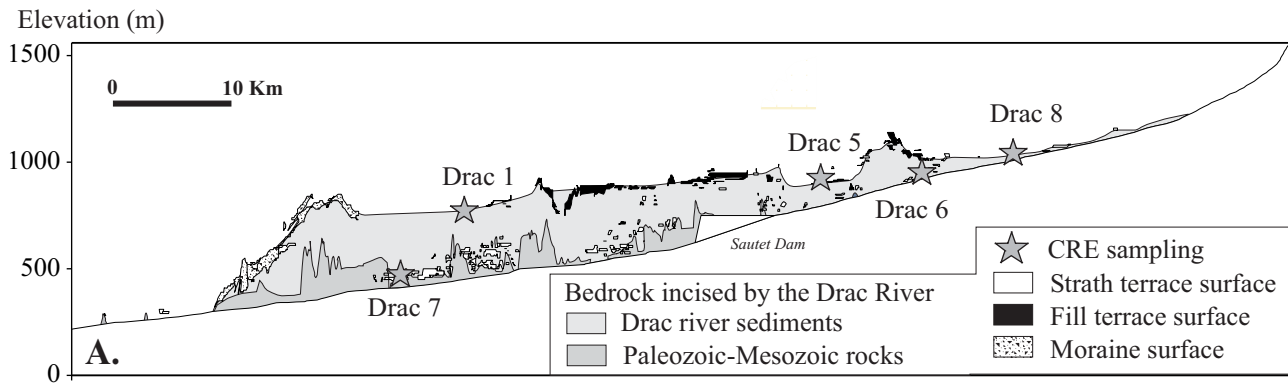 Elevation (m)
1500
0 10 Km
Drac 8
Drac 5
1000
Drac 1
Drac 6
Sautet Dam
500
Drac 7
CRE sampling
Strath terrace surface
Fill terrace surface
Moraine surface
Bedrock incised by the Drac River
Drac river sediments
Paleozoic-Mesozoic rocks
A.
0